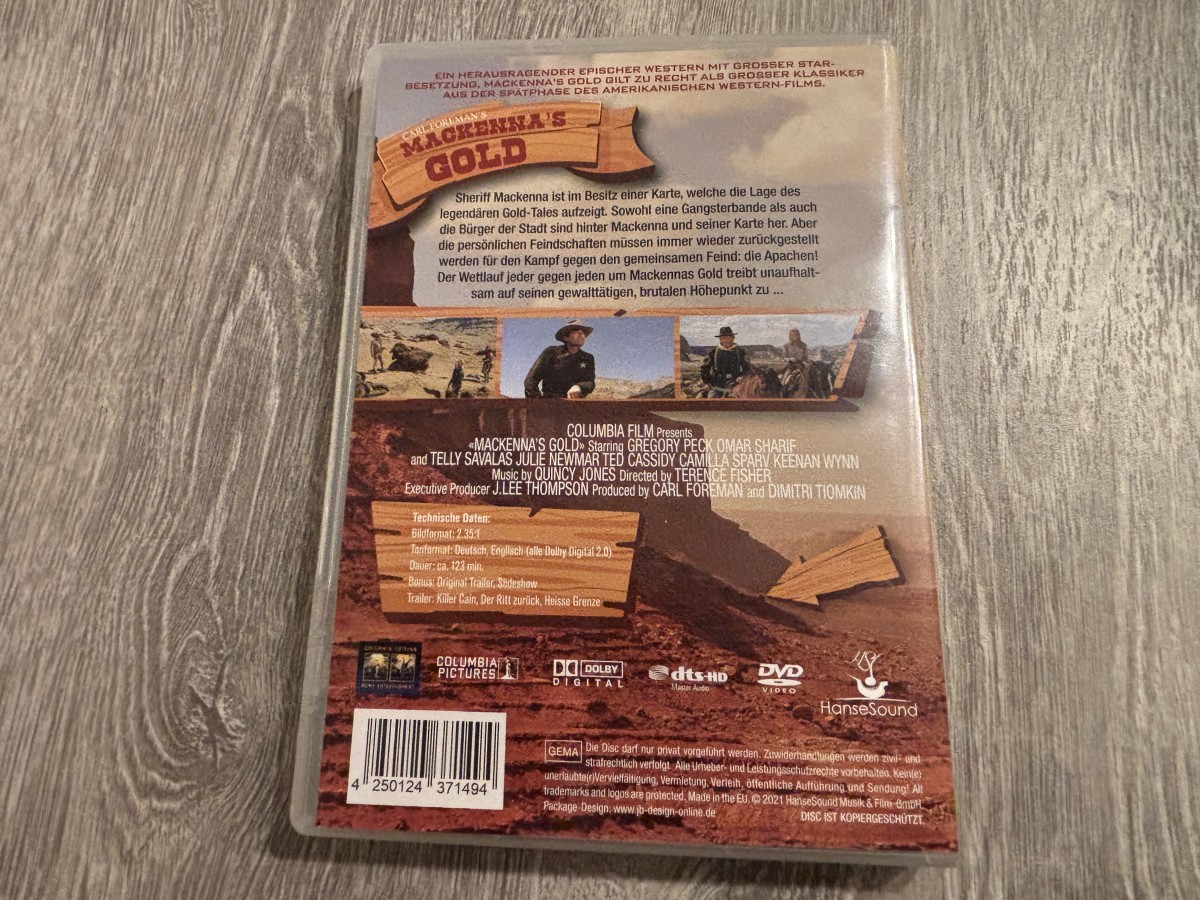 EIN HERAUSRAGENDER EPISCHER WESTERN MIT GROSSER STAR-
BESETZUNG, MACKENNA'S GOLD GILT ZU RECHT ALS GROSSER KLASSIKER
AUS DER SPÄTPHASE DES AMERIKANISCHEN WESTERN-FILMS.
CARL FOREMAN'S
MACKENNA'S
GOLD
Sheriff Mackenna ist im Besitz einer Karte, welche die Lage des
legendären Gold-Tales aufzeigt. Sowohl eine Gangsterbande als auch
die Bürger der Stadt sind hinter Mackenna und seiner Karte her. Aber
die persönlichen Feindschaften müssen immer wieder zurückgestellt
werden für den Kampf gegen den gemeinsamen Feind: die Apachen!
Der Wettlauf jeder gegen jeden um Mackennas Gold treibt unaufhalt-
sam auf seinen gewalttätigen, brutalen Höhepunkt zu ...
COLUMBIA FILM Presents
«MACKENNA'S GOLD» Starring GREGORY PECK OMAR SHARIF
and TELLY SAVALAS JULIE NEWMAR TED CASSIDY CAMILLA SPARV KEENAN WYNN
Music by QUINCY JONES Directed by TERENCE FISHER
Executive Producer J.LEE THOMPSON Produced by CARL FOREMAN and DIMITRI TIOMKIN
Technische Daten:
Bildformat: 2.35:1
Tonformat: Deutsch, Englisch (alle Dolby Digital 2.0)
Dauer: ca. 123 min.
Bonus: Original Trailer, Slideshow
Trailer: Killer Cain, Der Ritt zurück, Heisse Grenze
COLUMBIA TRISTAR
HOME ENTERTAINMENT
COLUMBIA
PICTURES
DOLBY
DIGITAL
dts-HD
Master Audio
DVD
VIDEO
HanseSound
4 250124 371494
GEMA
Die Disc darf nur privat vorgeführt werden. Zuwiderhandlungen werden zivil- und
strafrechtlich verfolgt. Alle Urheber- und Leistungsschutzrechte vorbehalten. Kein(e)
unerlaubte(r)Vervielfältigung, Vermietung, Verleih, öffentliche Aufführung und Sendung! All
trademarks and logos are protected. Made in the EU. © 2021 HanseSound Musik & Film GmbH.
Package-Design: www.jb-design-online.de
DISC IST KOPIERGESCHÜTZT.